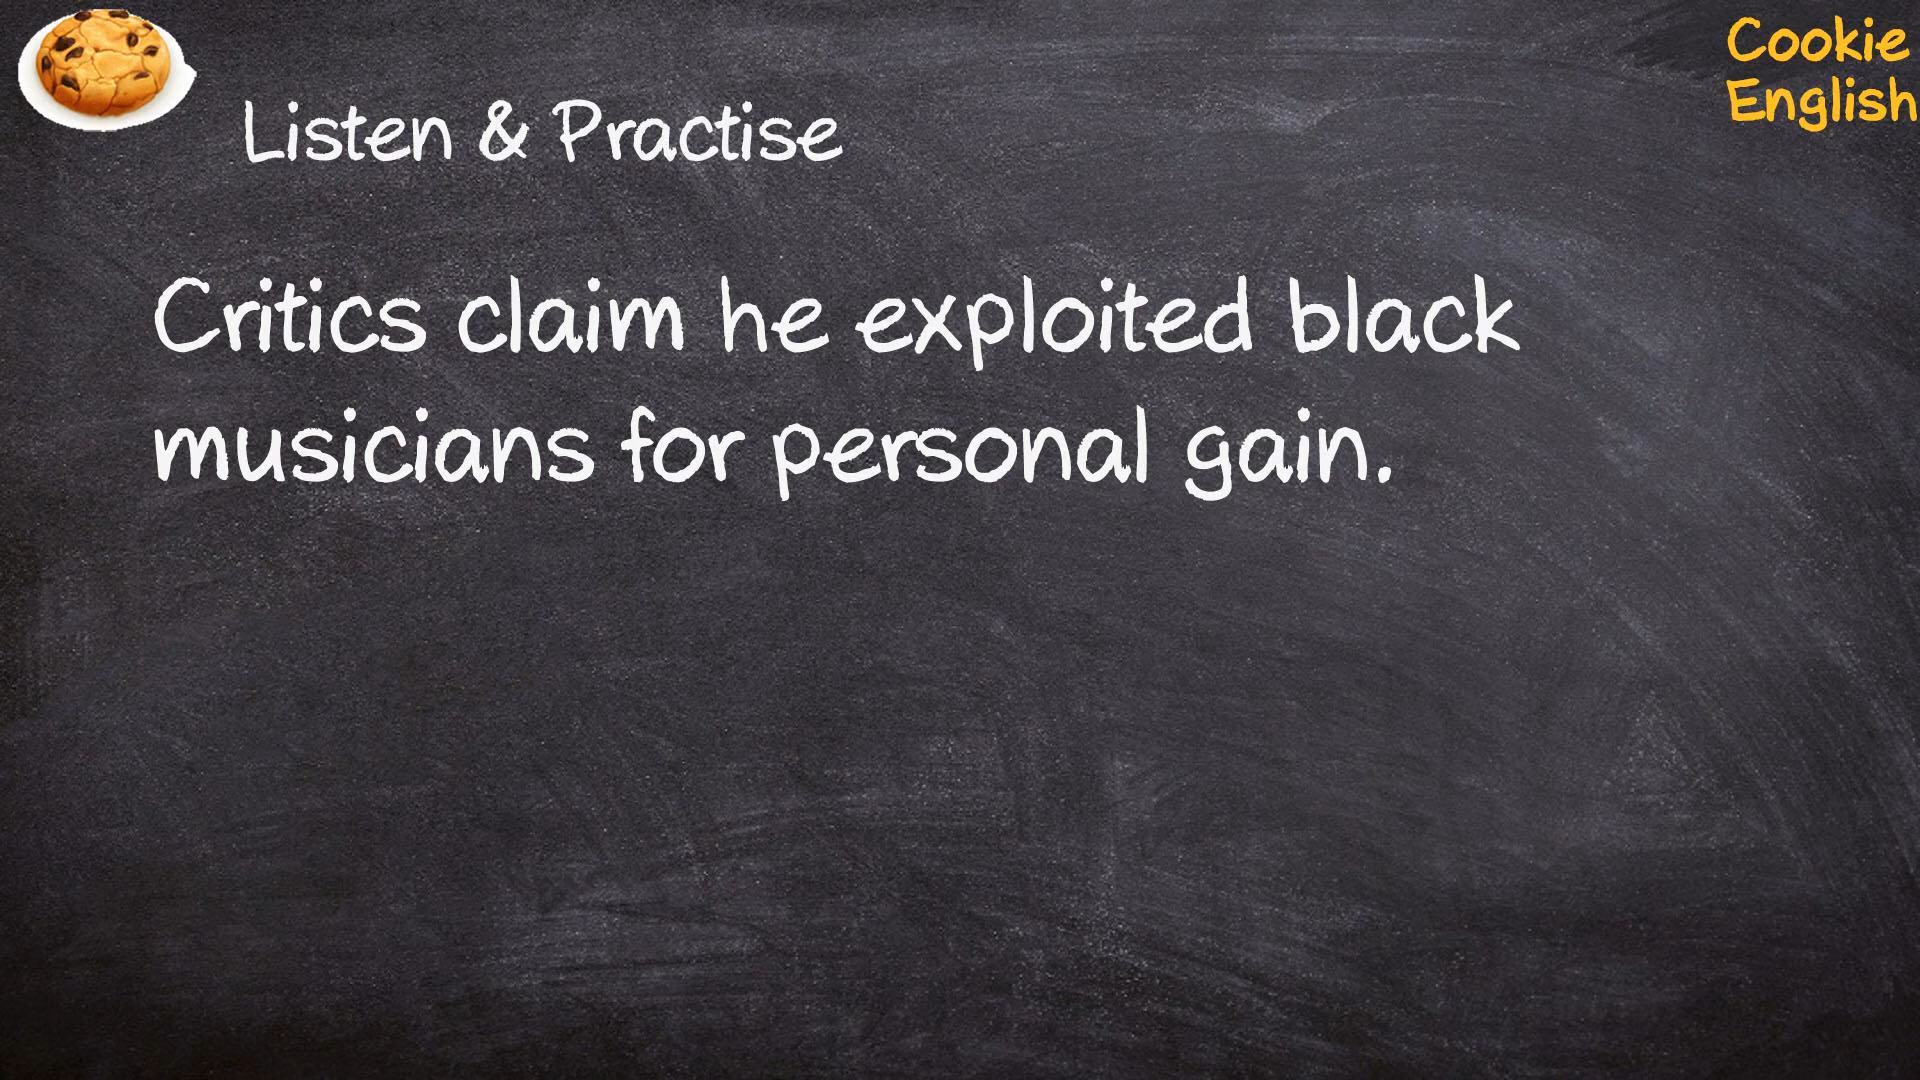 Cookie
English
Listen & Practise
Critics claim he exploited black
musicians for personal gain.